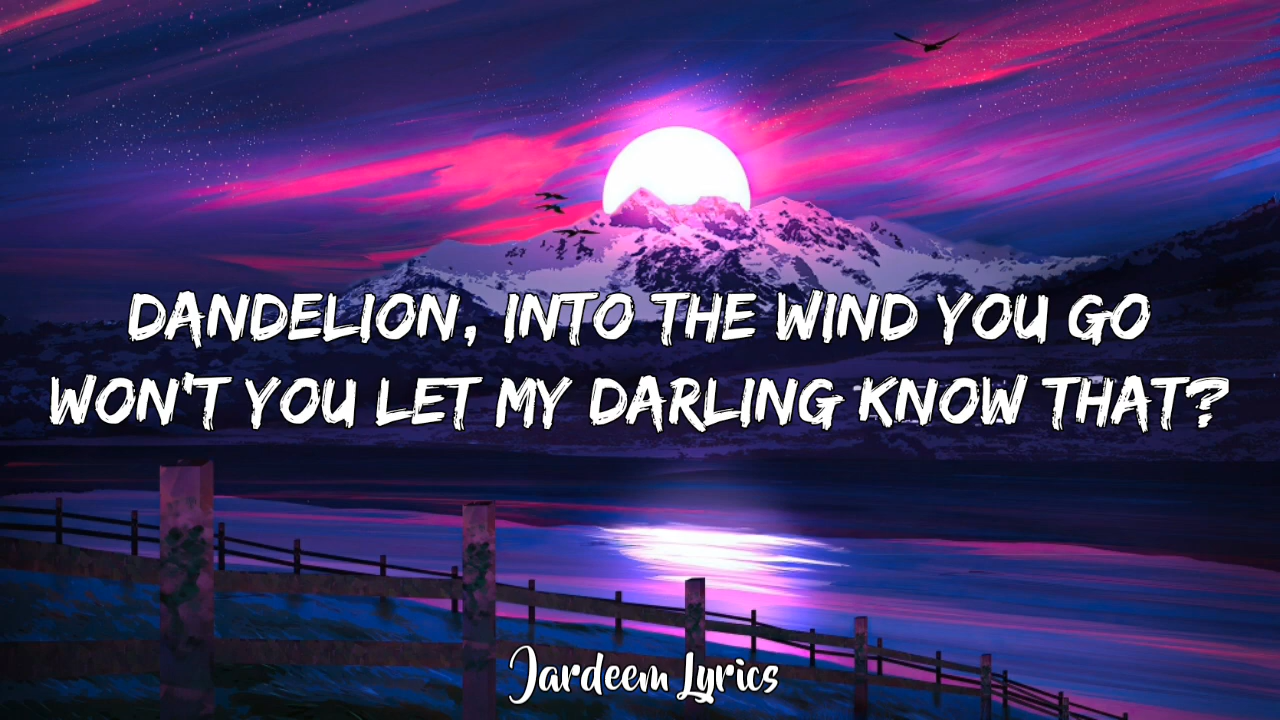 DANDELION, INTO THE WIND YOU GO
WON'T YOU LET MY DARLING KNOW THAT?
Jardeem Lyrics